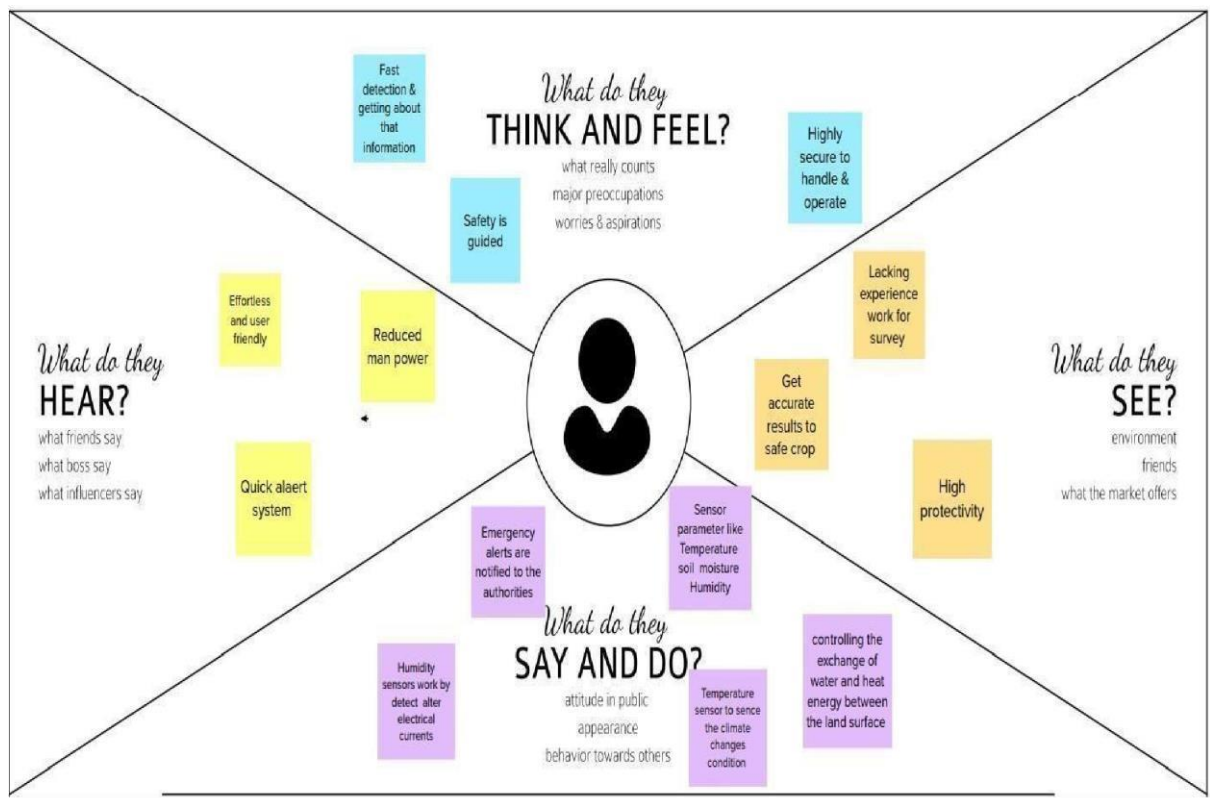 What do they
THINK AND FEEL?
what really counts
major preoccupations
worries & aspirations
Fast
detection &
getting about
that
information
Safety is
guided
Highly
secure to
handle &
operate
What do they
HEAR?
what friends say
what boss say
what influencers say
Effortless
and user
friendly
Reduced
man power
Quick alaert
system
What do they
SEE?
environment
friends
what the market offers
Lacking
experience
work for
survey
Get
accurate
results to
safe crop
High
protectivity
What do they
SAY AND DO?
attitude in public
appearance
behavior towards others
Emergency
alerts are
notified to the
authorities
Sensor
parameter like
Temperature
soil moisture
Humidity
Humidity
sensors work by
detect alter
electrical
currents
Temperature
sensor to sence
the climate
changes
condition
controlling the
exchange of
water and heat
energy between
the land surface